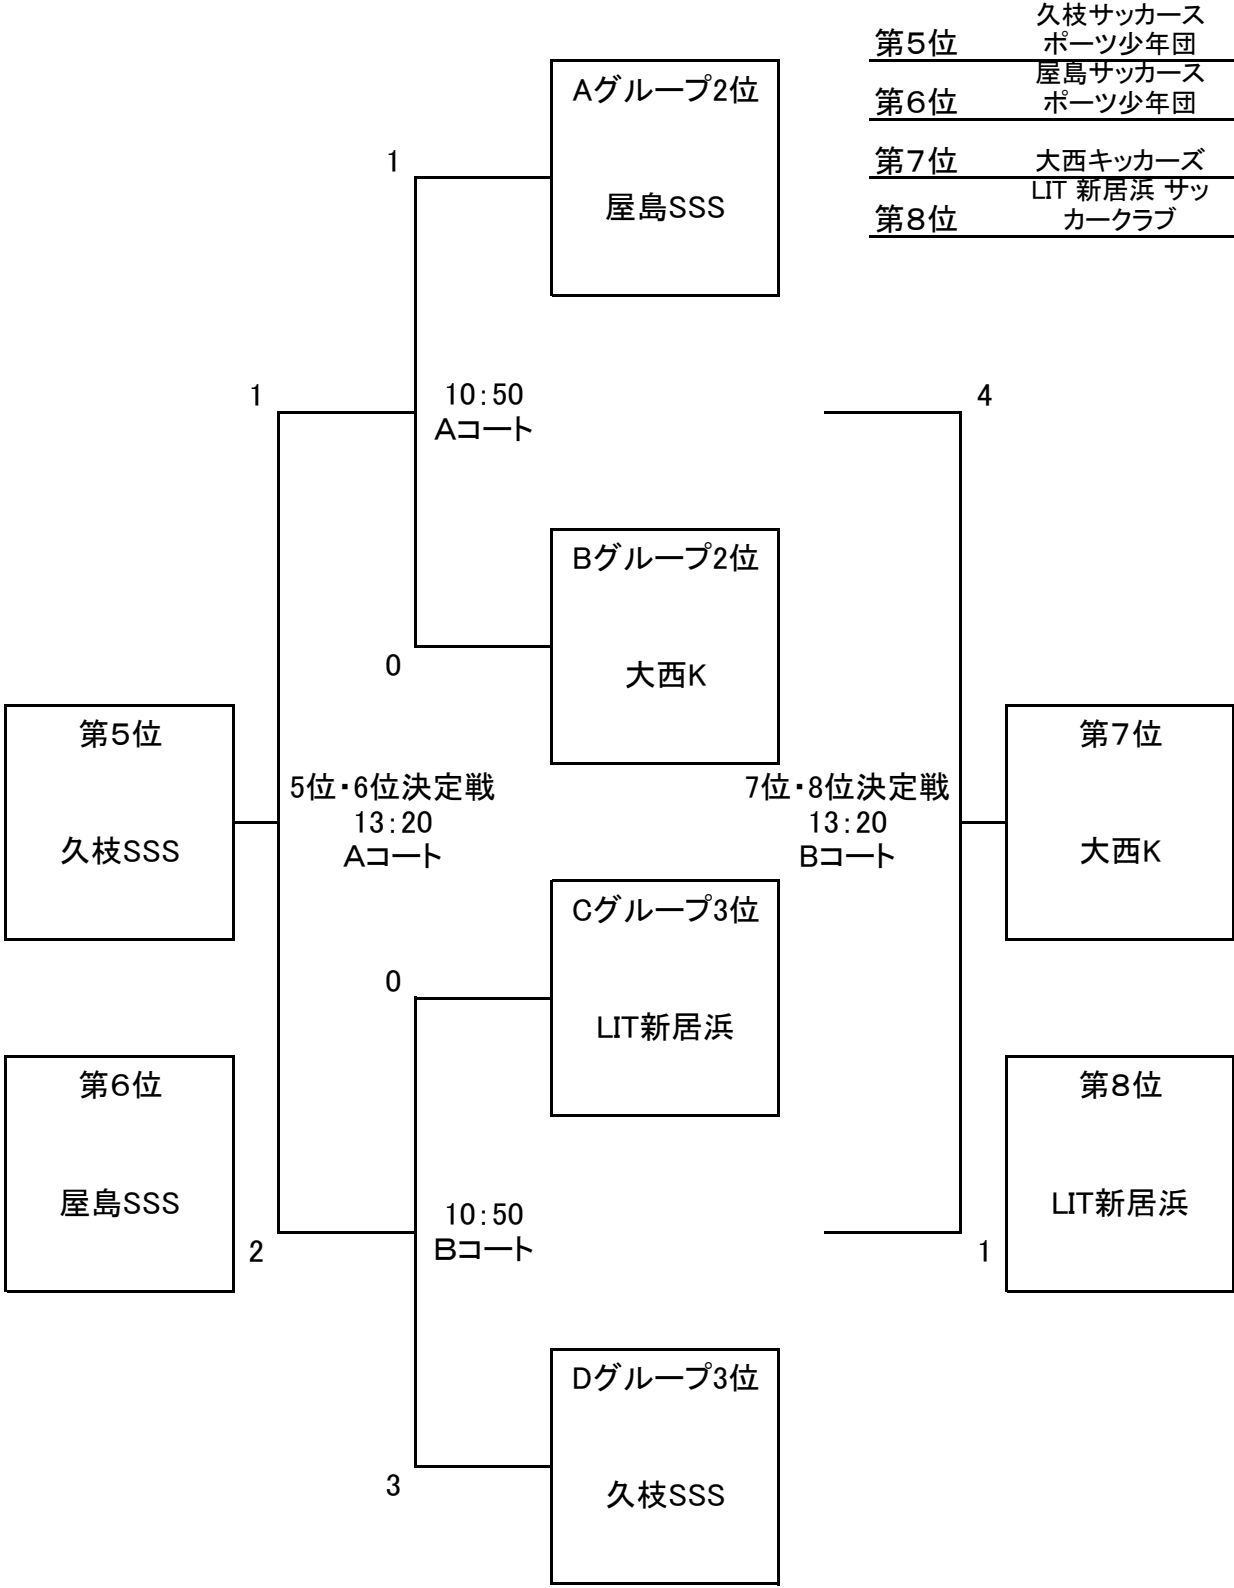 久枝サッカース
第５位 ポーツ少年団
屋島サッカース
第６位 ポーツ少年団
第７位 大西キッカーズ
LIT 新居浜 サッ
第８位 カークラブ
Aグループ2位
1
屋島SSS
1
10：50
Ａコート
4
Bグループ2位
0
大西K
第５位
久枝SSS
5位・6位決定戦
13：20
Ａコート
7位・8位決定戦
13：20
Ｂコート
第７位
大西K
Cグループ3位
0
LIT新居浜
第６位
屋島SSS
2
10：50
Ｂコート
第８位
LIT新居浜
1
Dグループ3位
3
久枝SSS